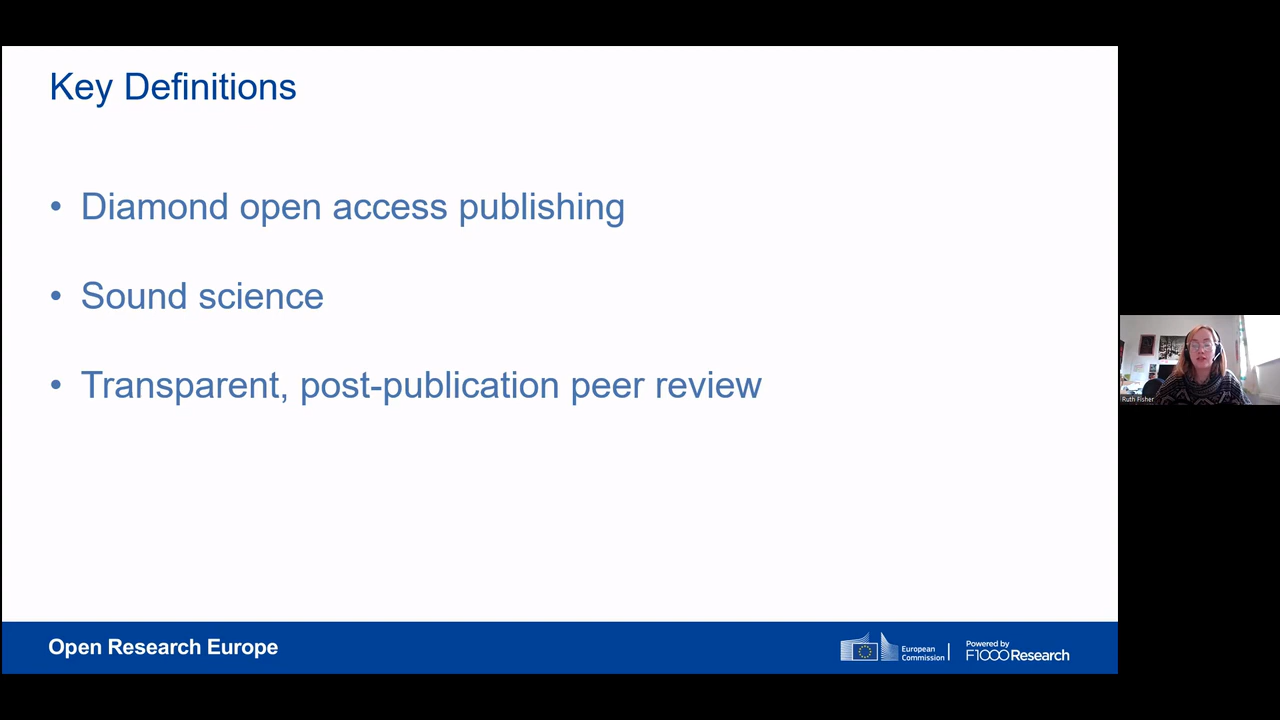 Key Definitions
• Diamond open access publishing
• Sound science
• Transparent, post-publication peer review
Ruth Fisher
Open Research Europe
European
Commission
Powered by
F1000Research